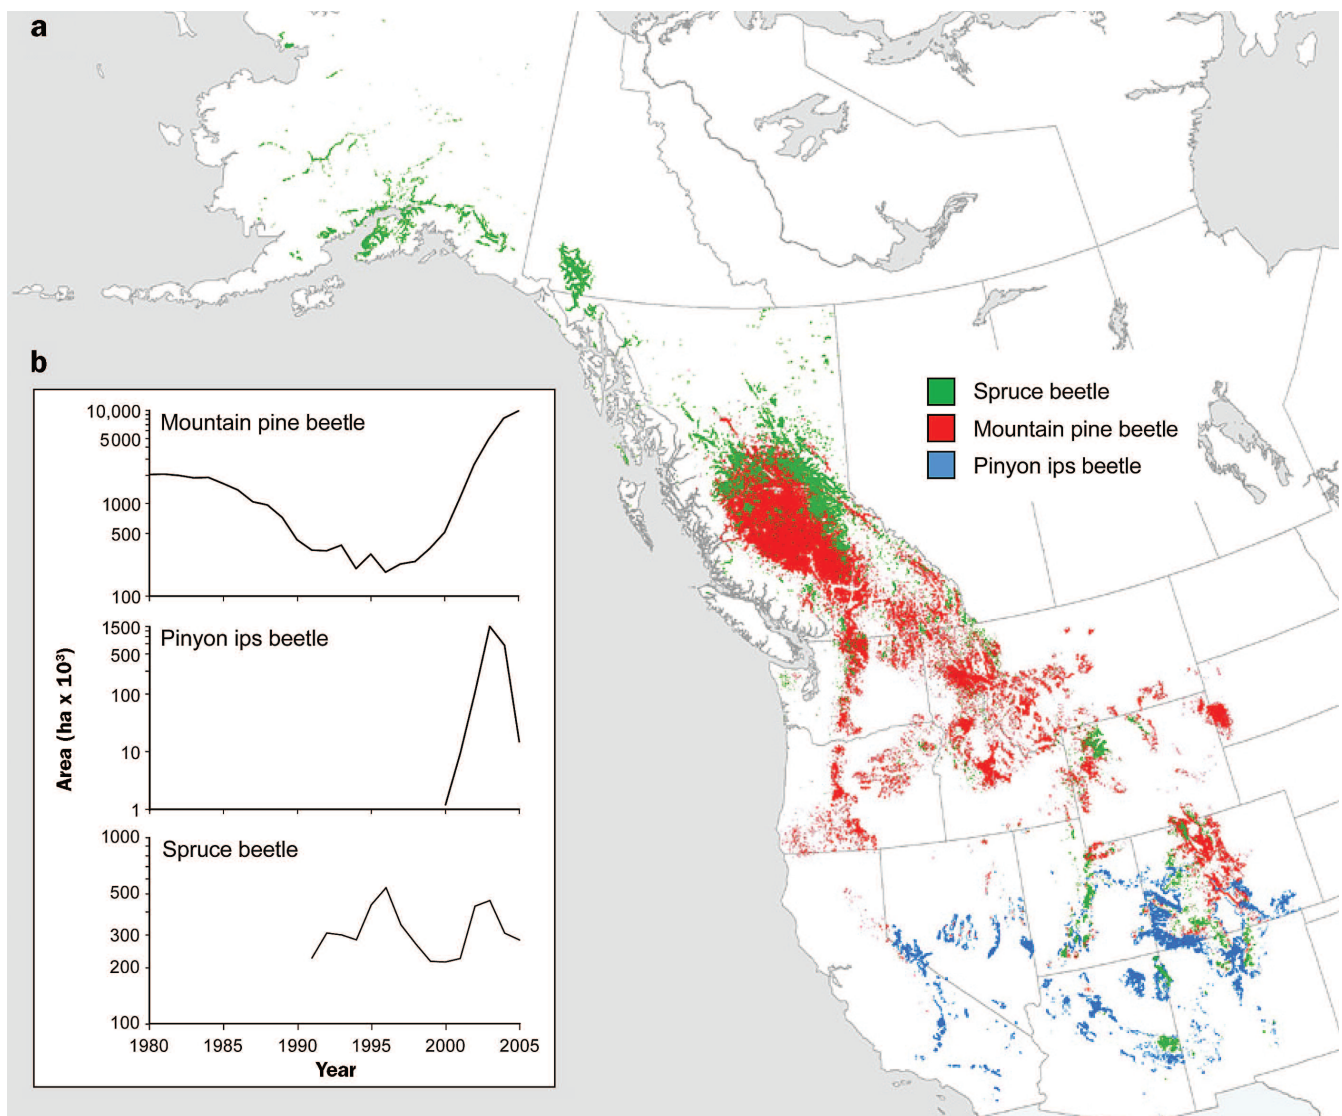 a
Spruce beetle
Mountain pine beetle
Pinyon ips beetle
b
Area (ha x 10³)
Mountain pine beetle
10,000
5000
1000
500
100
Pinyon ips beetle
1500
500
100
10
1
Spruce beetle
1000
500
300
200
100
1980 1985 1990 1995 2000 2005
Year